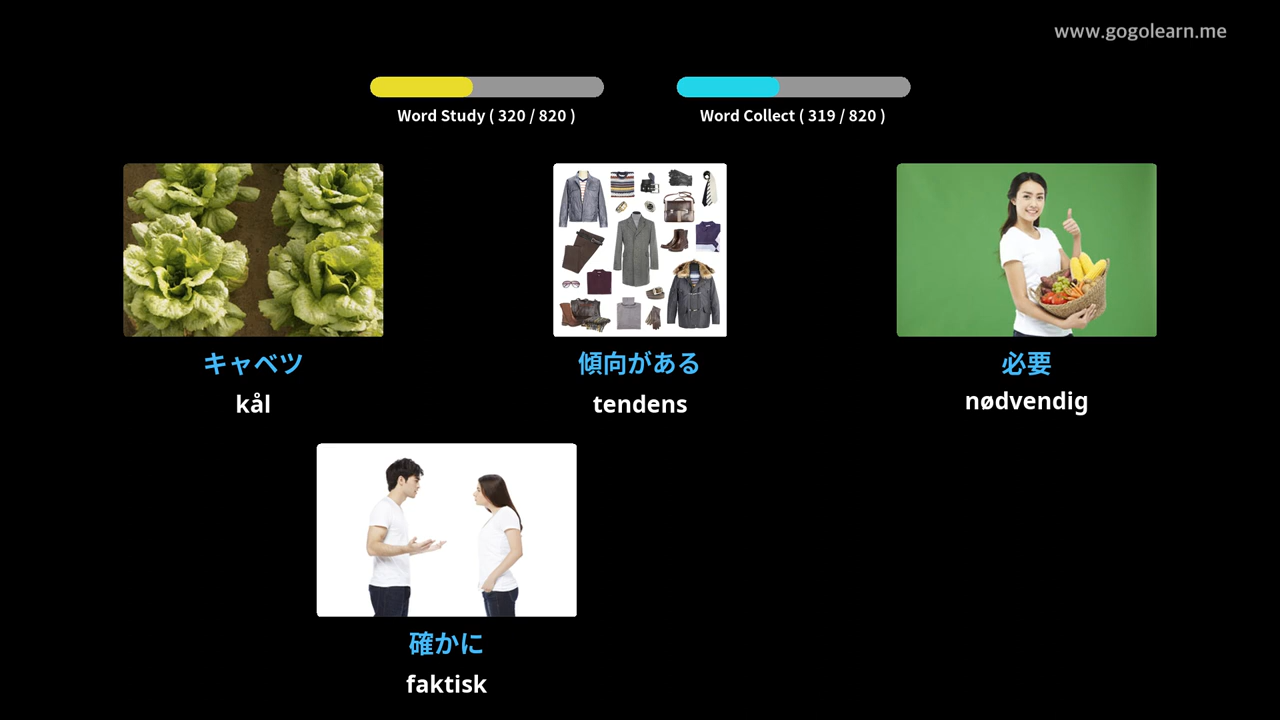 www.gogolearn.me
Word Study ( 320 / 820 )
Word Collect ( 319 / 820 )
キャベツ
kål
傾向がある
tendens
必要
nødvendig
確かに
faktisk